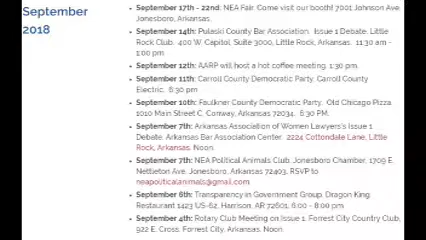 September
2018
September 17th - 22nd: NEA Fair. Come visit our booth! 7001 Johnson Ave,
Jonesboro, Arkansas.
September 14th: Pulaski County Bar Association. Issue 1 Debate, Little
Rock Club, 400 W. Capitol, Suite 3000, Little Rock, Arkansas. 11:30 am -
1:00 pm.
September 12th: AARP will host a hot coffee meeting. 1:30 pm.
September 11th: Carroll County Democratic Party, Carroll County
Electric. 6:30 pm
September 10th: Faulkner County Democratic Party. Old Chicago Pizza
1010 Main Street C. Conway, Arkansas 72034. 6:30 PM.
September 7th: Arkansas Association of Women Lawyers's Issue 1
Debate. Arkansas Bar Association Center. 2224 Cottondale Lane, Little
Rock, Arkansas. Noon.
September 7th: NEA Political Animals Club. Jonesboro Chamber, 1709 E.
Nettleton Ave, Jonesboro, Arkansas 72403. RSVP to
neapoliticalanimals@gmail.com
September 6th: Transparency in Government Group. Dragon King
Restaurant 1423 US-62, Harrison, AR 72601; 6:00 - 8:00 pm
September 4th: Rotary Club Meeting on Issue 1. Forrest City Country Club,
922 E. Cross, Forrest City, Arkansas. Noon.